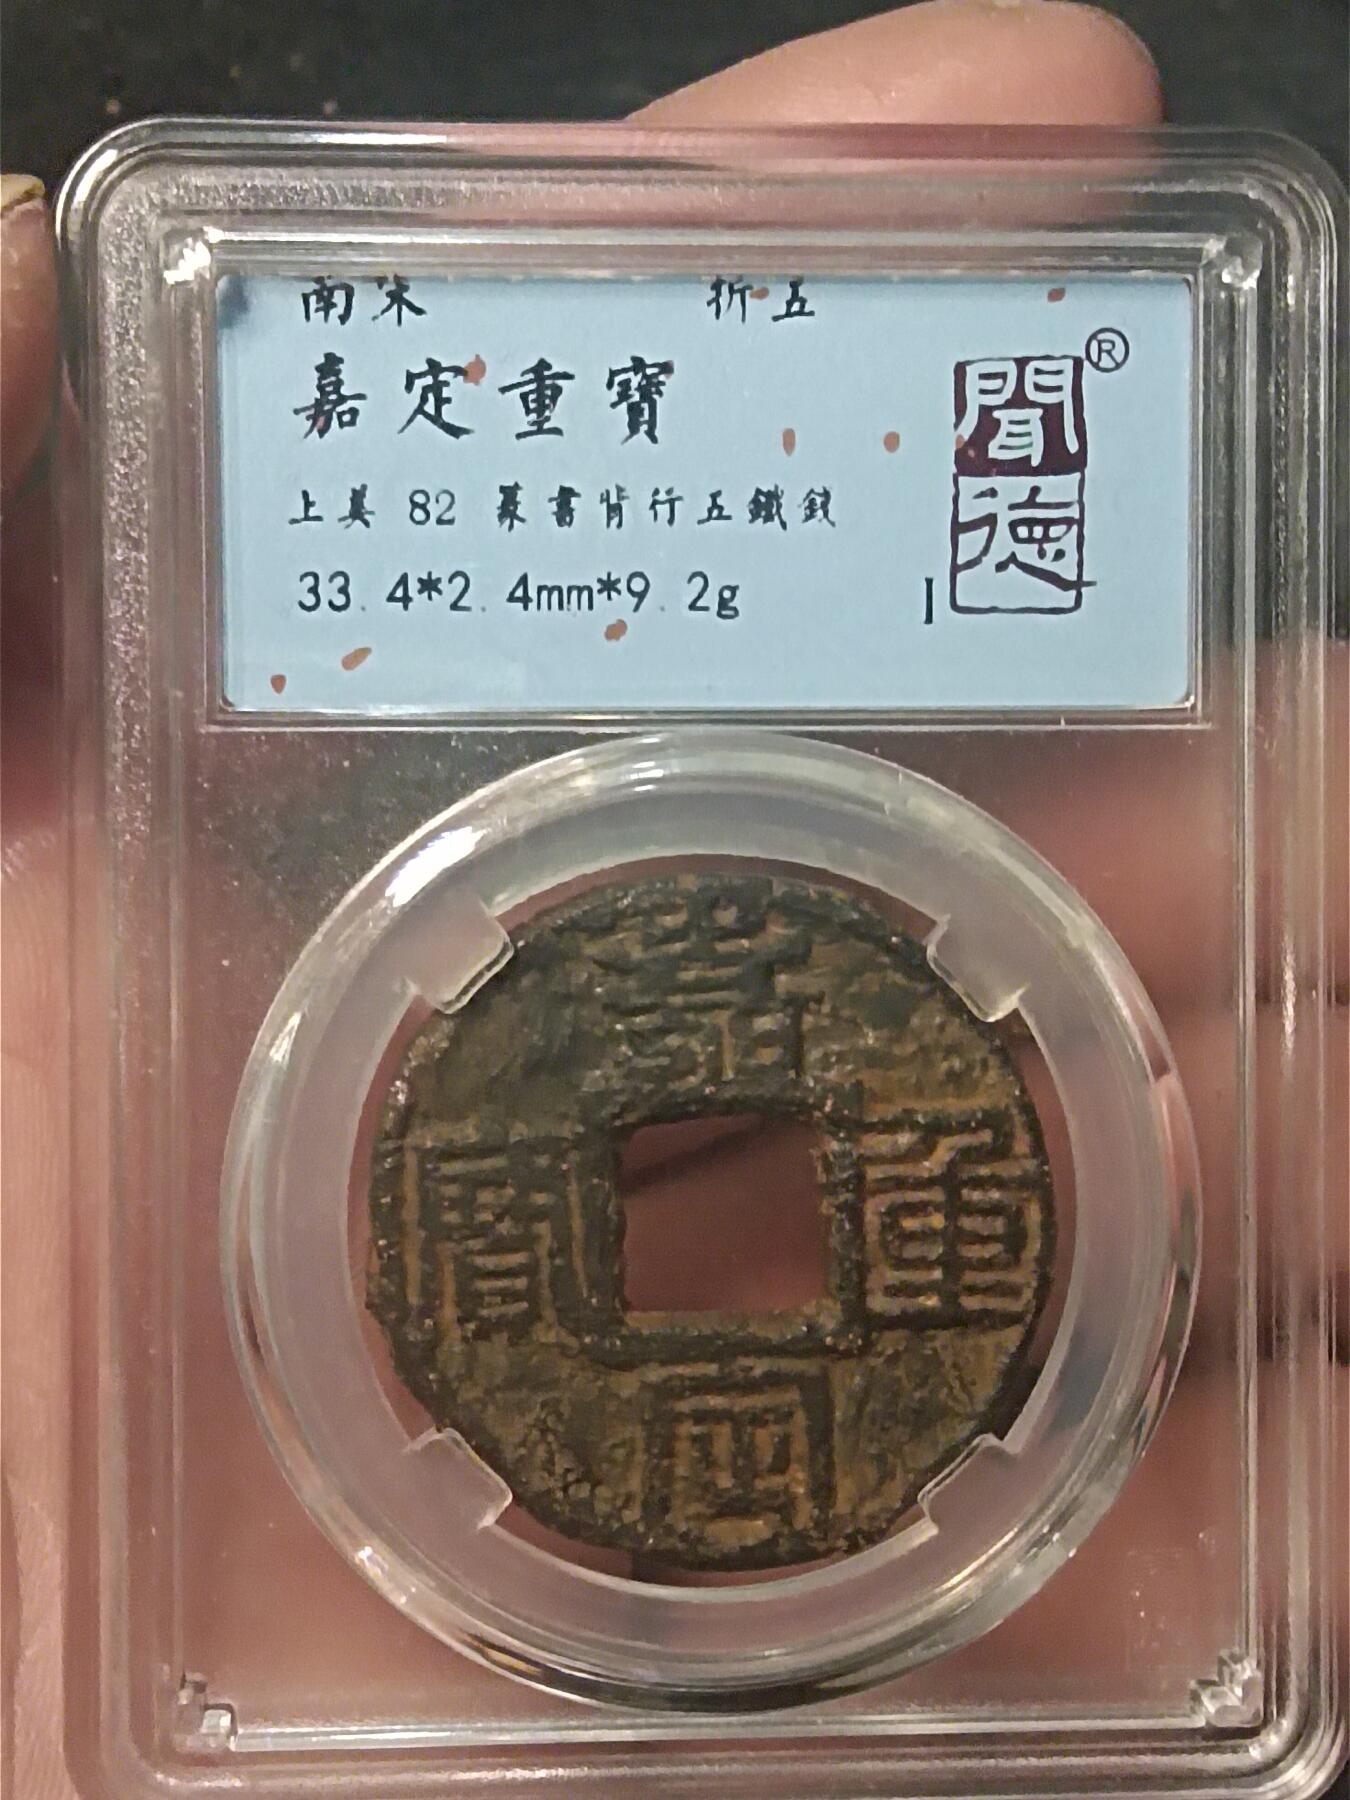 南宋 折五
嘉定重寶
上美 82 篆書背行五鐵錢
33.4*2.4mm*9.2g
聞德
®
嘉
寶 重
定